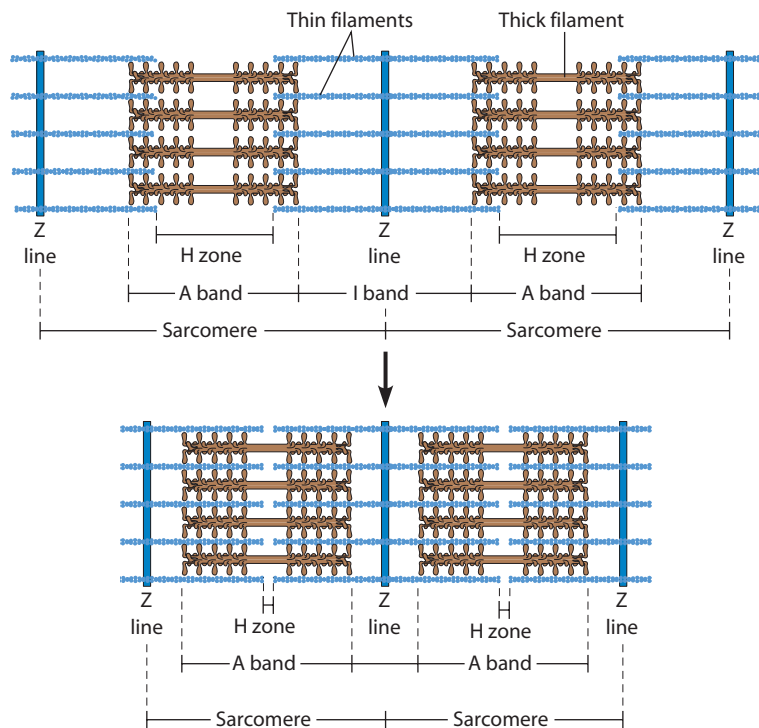 Thin filaments Thick filament
Z Z Z
line H zone line H zone line
A band I band A band
Sarcomere Sarcomere
Z Z Z
line H zone line H zone line
A band A band
Sarcomere Sarcomere